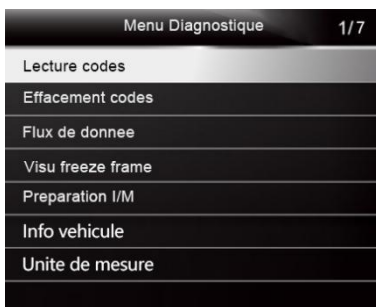 Menu Diagnostique 1/7
Lecture codes
Effacement codes
Flux de donnee
Visu freeze frame
Preparation I/M
Info vehicule
Unite de mesure